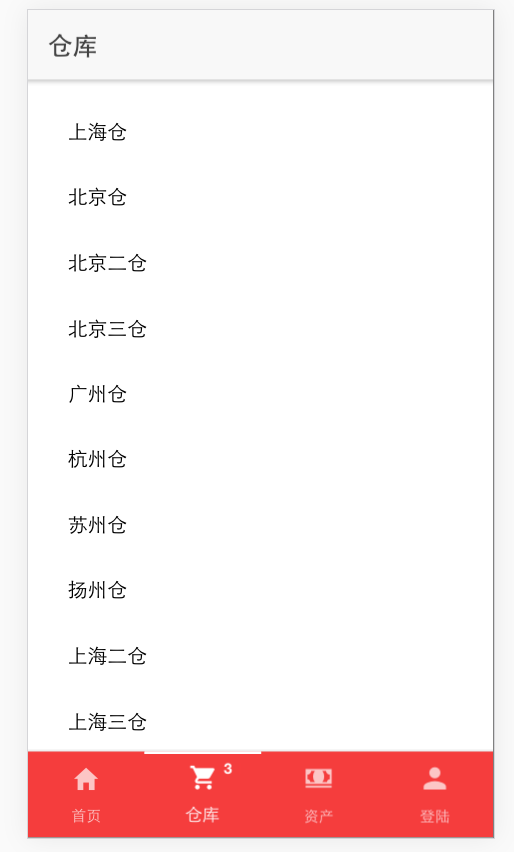 仓库
上海仓
北京仓
北京二仓
北京三仓
广州仓
杭州仓
苏州仓
扬州仓
上海二仓
上海三仓
3
首页 仓库 资产 登陆